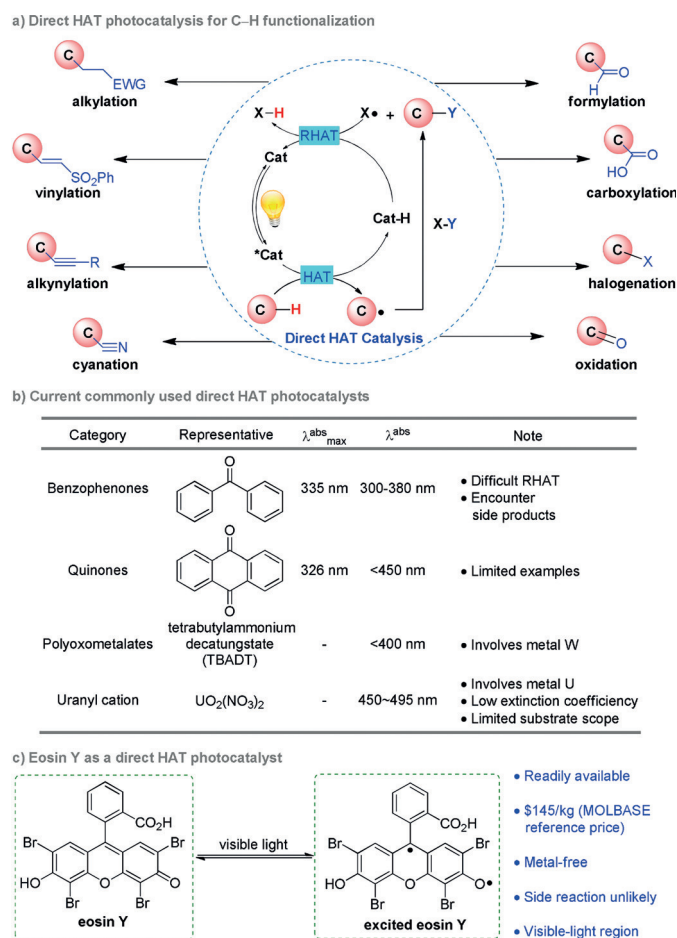 a) Direct HAT photocatalysis for C–H functionalization
C
EWG
alkylation
C
SO2Ph
vinylation
C
R
alkynylation
C
N
cyanation
X–H
X• + C–Y
RHAT
Cat
*Cat
Cat-H
X-Y
HAT
C–H
C•
Direct HAT Catalysis
C
O
H
formylation
C
O
HO
carboxylation
C
X
halogenation
C
O
oxidation
b) Current commonly used direct HAT photocatalysts
Category Representative λabs max λabs Note
O
Benzophenones 335 nm 300-380 nm • Difficult RHAT
• Encounter
side products
O
Quinones 326 nm <450 nm • Limited examples
O
Polyoxometalates tetrabutylammonium
decatungstate
(TBADT) - <400 nm • Involves metal W
Uranyl cation UO2(NO3)2 - 450~495 nm • Involves metal U
• Low extinction coefficiency
• Limited substrate scope
c) Eosin Y as a direct HAT photocatalyst
CO2H
Br Br
HO O O
Br Br
eosin Y
visible light
CO2H
Br Br
•
HO O O•
Br Br
excited eosin Y
• Readily available
• $145/kg (MOLBASE
reference price)
• Metal-free
• Side reaction unlikely
• Visible-light region